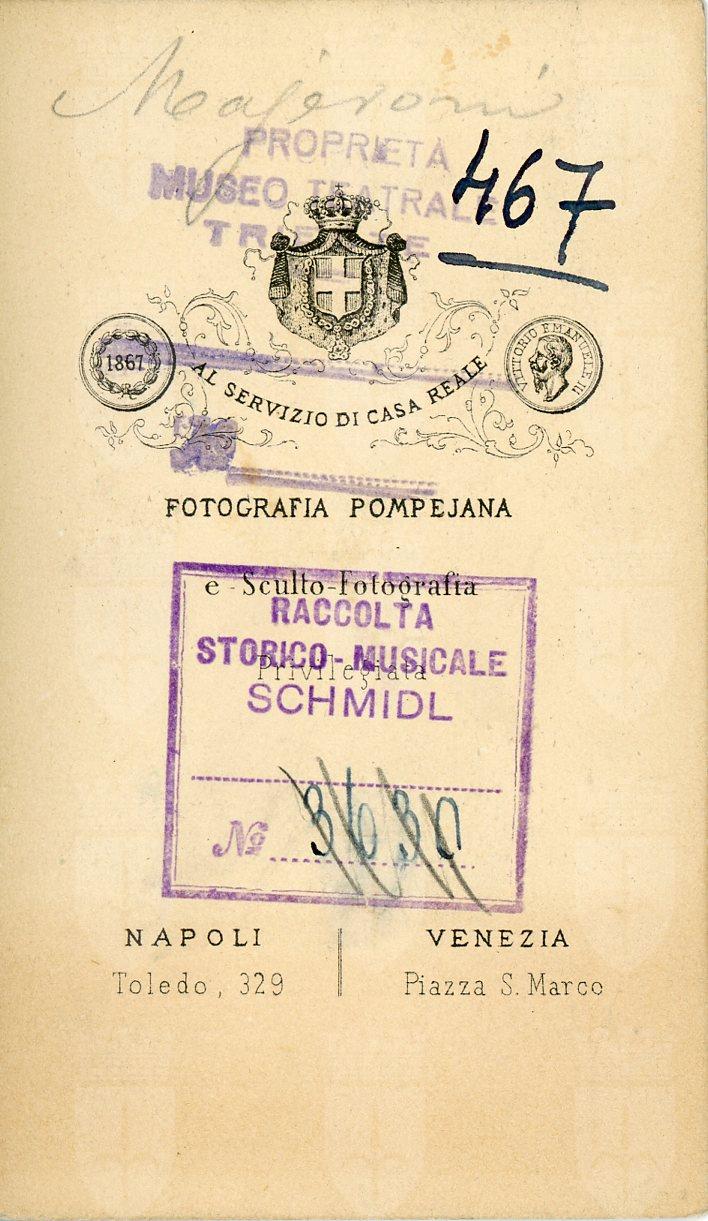 Majeroni
PROPRIETÀ
MUSEO TEATRALE
TRIESTE
467
1867
AL SERVIZIO DI CASA REALE
VITTORIO EMANUELE II
FOTOGRAFIA POMPEJANA
e Sculto-Fotografia
RACCOLTA
STORICO-MUSICALE
Privilegiata
SCHMIDL
No
NAPOLI
VENEZIA
Toledo, 329
Piazza S. Marco